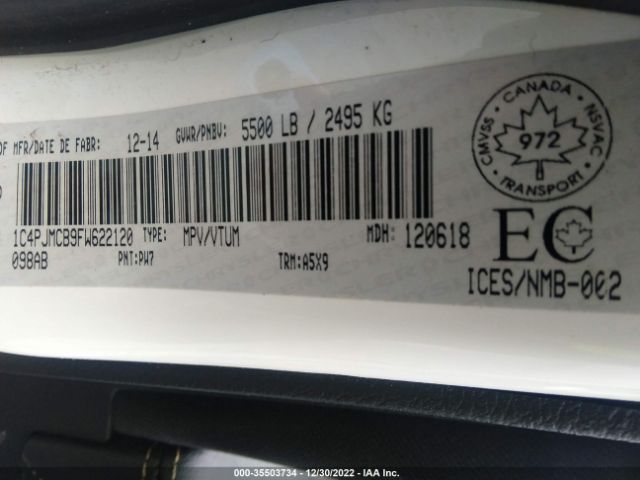 OF MFR/DATE DE FABR: 12-14 GVWR/PNBV: 5500 LB / 2495 KG
CANADA
CMVSS NSVAC
972
TRANSPORT
1C4PJMCB9FW622120 TYPE: MPV/VTUM MDH: 120618
EC
098AB PNT:PW7 TRM:A5X9
ICES/NMB-002
000-35503734 – 12/30/2022 – IAA Inc.